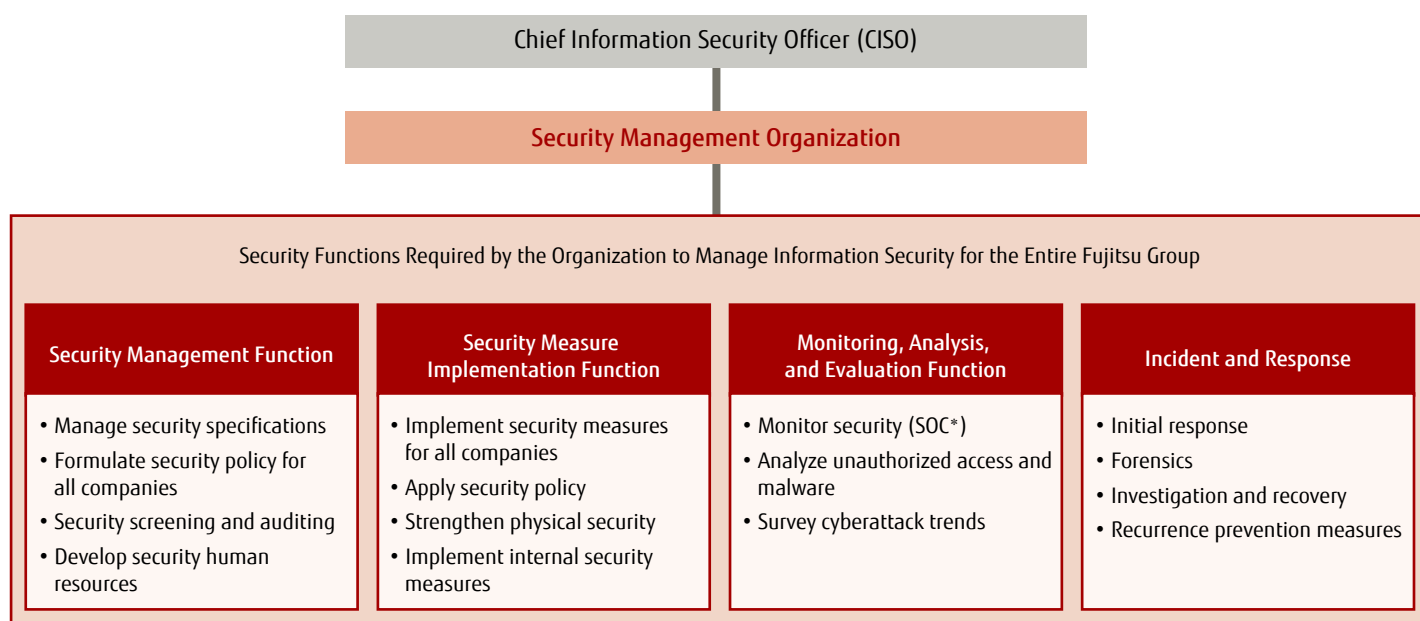 Chief Information Security Officer (CISO)
Security Management Organization
Security Functions Required by the Organization to Manage Information Security for the Entire Fujitsu Group
Security Management Function
• Manage security specifications
• Formulate security policy for
all companies
• Security screening and auditing
• Develop security human
resources
Security Measure
Implementation Function
• Implement security measures
for all companies
• Apply security policy
• Strengthen physical security
• Implement internal security
measures
Monitoring, Analysis,
and Evaluation Function
• Monitor security (SOC*)
• Analyze unauthorized access and
malware
• Survey cyberattack trends
Incident and Response
• Initial response
• Forensics
• Investigation and recovery
• Recurrence prevention measures